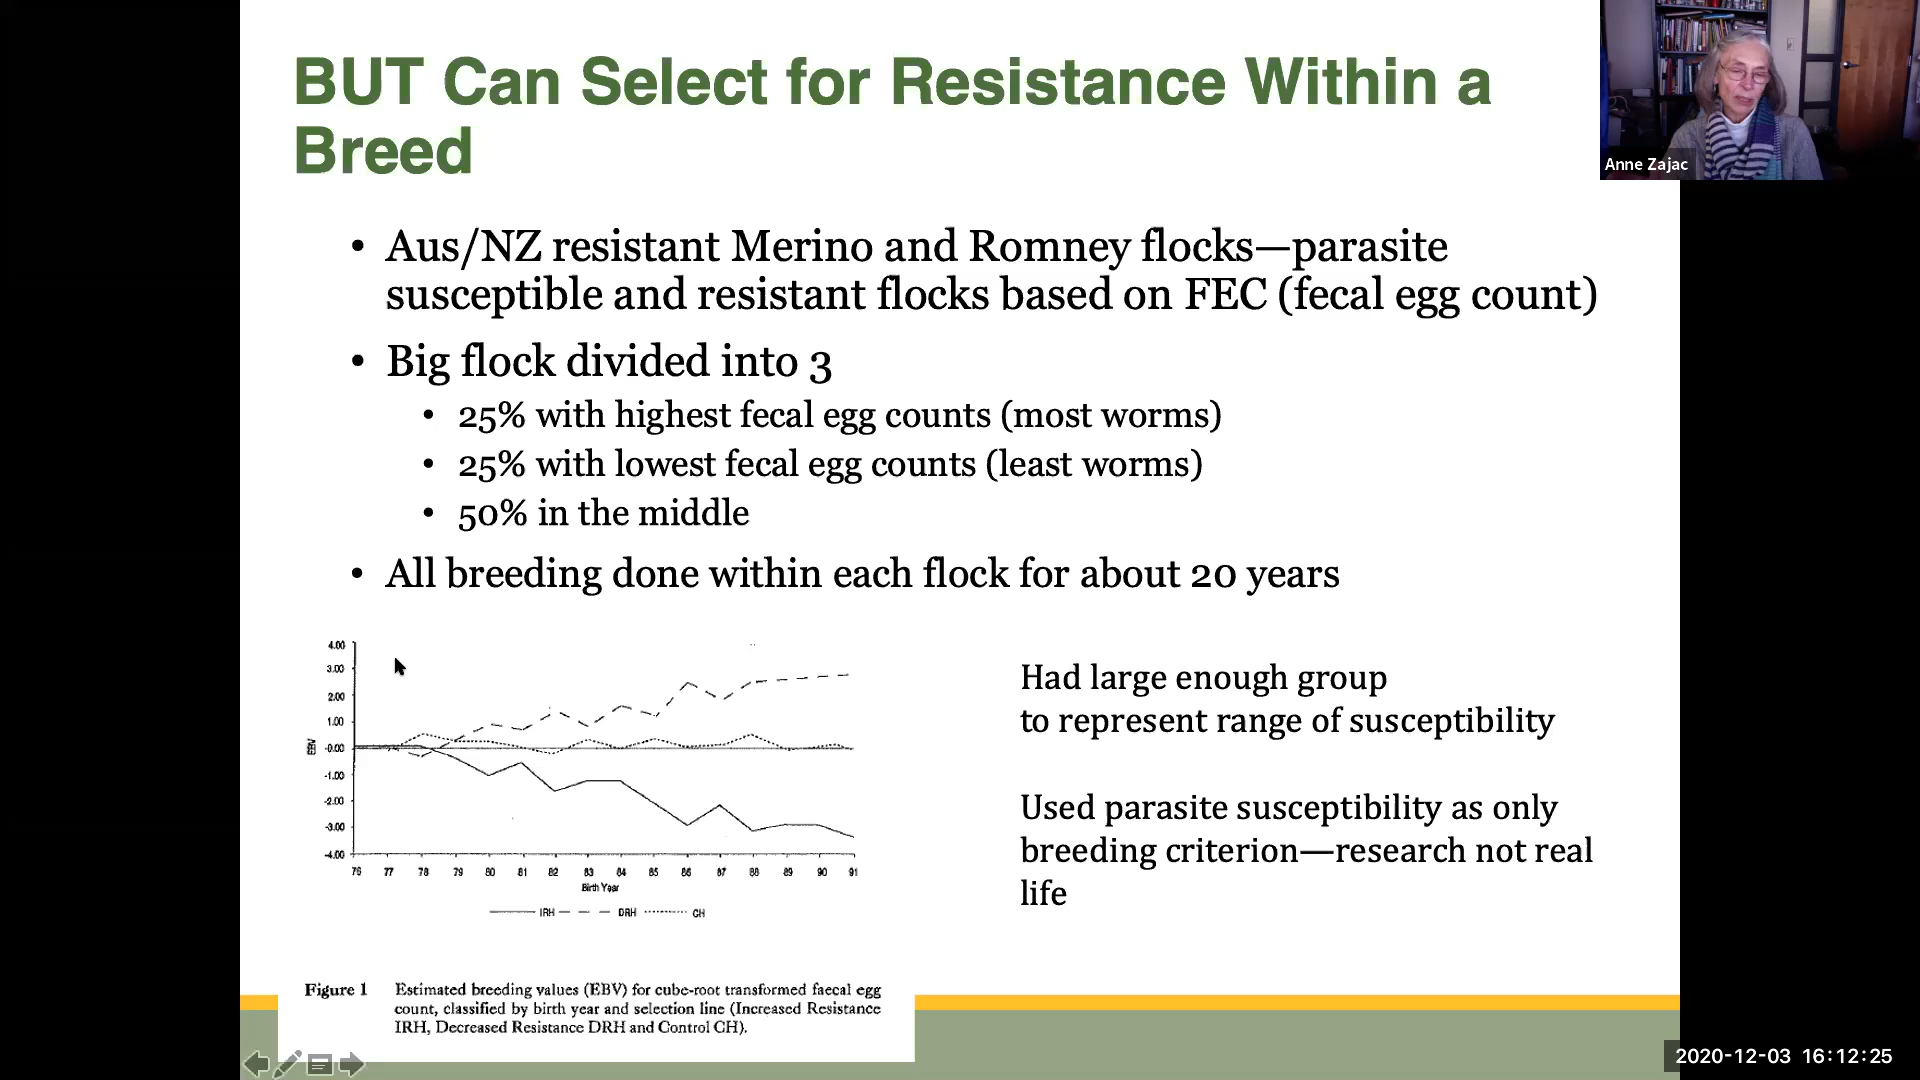 BUT Can Select for Resistance Within a
Breed
Anne Zajac
• Aus/NZ resistant Merino and Romney flocks—parasite
susceptible and resistant flocks based on FEC (fecal egg count)
• Big flock divided into 3
• 25% with highest fecal egg counts (most worms)
• 25% with lowest fecal egg counts (least worms)
• 50% in the middle
• All breeding done within each flock for about 20 years
4.00
3.00
2.00
1.00
-0.00
-1.00
-2.00
-3.00
-4.00
EBV
76 77 78 79 80 81 82 83 84 85 86 87 88 89 90 91
Birth Year
IRH DRH CH
Had large enough group
to represent range of susceptibility
Used parasite susceptibility as only
breeding criterion—research not real
life
Figure 1 Estimated breeding values (EBV) for cube-root transformed faecal egg
count, classified by birth year and selection line (Increased Resistance
IRH, Decreased Resistance DRH and Control CH).
2020-12-03 16:12:25